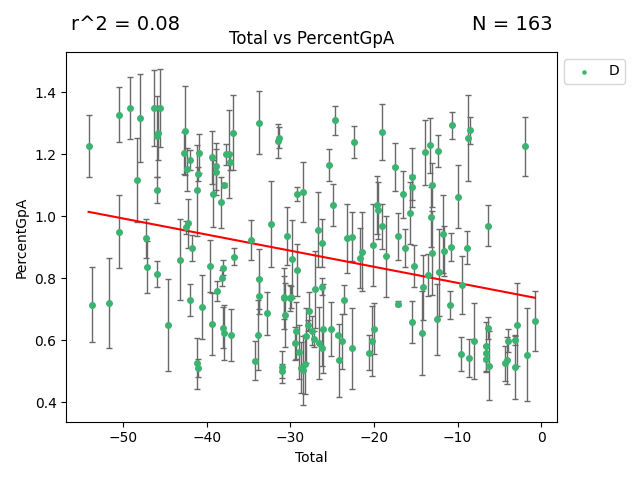 r^2 = 0.08
N = 163
Total vs PercentGpA
D
PercentGpA
1.4
1.2
1.0
0.8
0.6
0.4
−50
−40
−30
−20
−10
0
Total